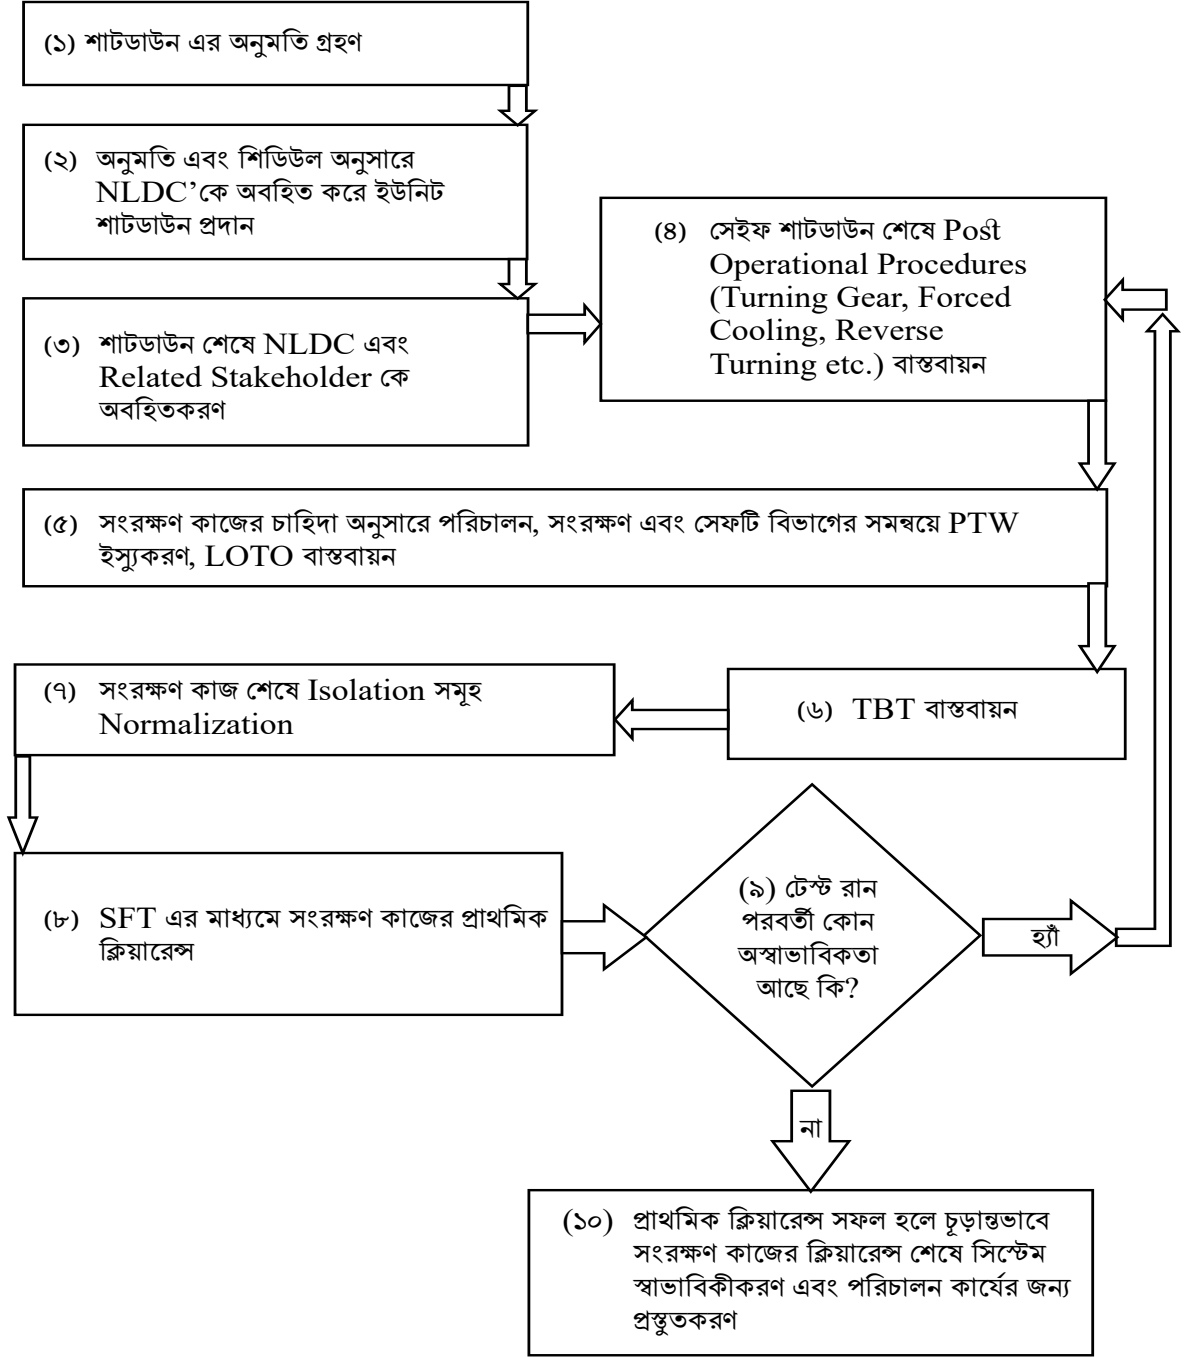 (১) শাটডাউন এর অনুমতি গ্রহণ
(২) অনুমতি এবং শিডিউল অনুসারে
NLDC’কে অবহিত করে ইউনিট
শাটডাউন প্রদান
(৩) শাটডাউন শেষে NLDC এবং
Related Stakeholder কে
অবহিতকরণ
(৪) সেইফ শাটডাউন শেষে Post
Operational Procedures
(Turning Gear, Forced
Cooling, Reverse
Turning etc.) বাস্তবায়ন
(৫) সংরক্ষণ কাজের চাহিদা অনুসারে পরিচালন, সংরক্ষণ এবং সেফটি বিভাগের সমন্বয়ে PTW
ইস্যুকরণ, LOTO বাস্তবায়ন
(৬) TBT বাস্তবায়ন
(৭) সংরক্ষণ কাজ শেষে Isolation সমূহ
Normalization
(৮) SFT এর মাধ্যমে সংরক্ষণ কাজের প্রাথমিক
ক্লিয়ারেন্স
(৯) টেস্ট রান
পরবর্তী কোন
অস্বাভাবিকতা
আছে কি?
হ্যাঁ
না
(১০) প্রাথমিক ক্লিয়ারেন্স সফল হলে চূড়ান্তভাবে
সংরক্ষণ কাজের ক্লিয়ারেন্স শেষে সিস্টেম
স্বাভাবিকীকরণ এবং পরিচালন কার্যের জন্য
প্রস্তুতকরণ